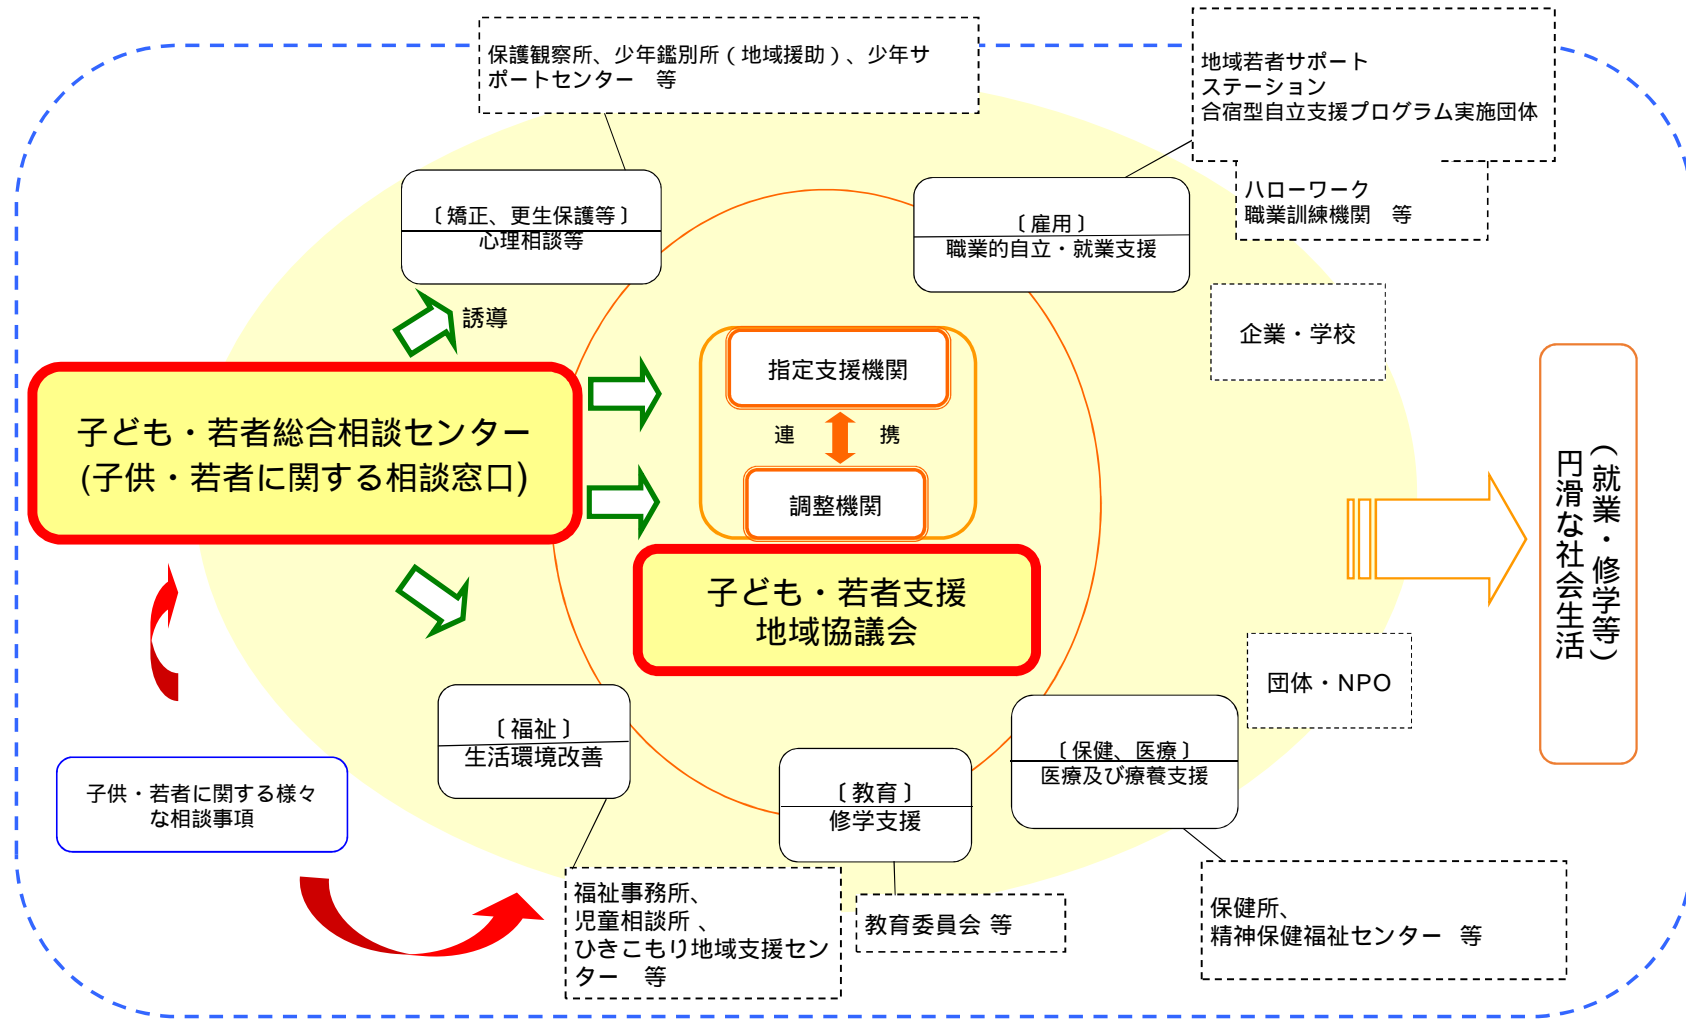 保護観察所、少年鑑別所(地域援助)、少年サ
ポートセンター　等
地域若者サポート
ステーション
合宿型自立支援プログラム実施団体
ハローワーク
職業訓練機関　等
〔矯正、更生保護等〕
心理相談等
〔雇用〕
職業的自立・就業支援
誘導
企業・学校
指定支援機関
連　携
調整機関
子ども・若者総合相談センター
(子供・若者に関する相談窓口)
子ども・若者支援
地域協議会
(就業・修学等)
円滑な社会生活
団体・NPO
〔福祉〕
生活環境改善
〔教育〕
修学支援
〔保健、医療〕
医療及び療養支援
子供・若者に関する様々
な相談事項
福祉事務所、
児童相談所、
ひきこもり地域支援セン
ター　等
教育委員会 等
保健所、
精神保健福祉センター　等